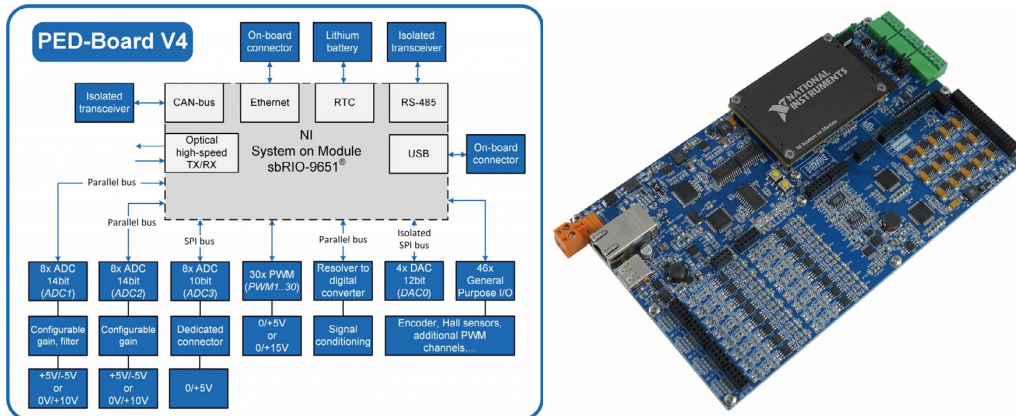 PED-Board V4
On-board
connector
Lithium
battery
Isolated
transceiver
Isolated
transceiver
CAN-bus
Ethernet
RTC
RS-485
NI
System on Module
sbRIO-9651®
Optical
high-speed
TX/RX
USB
On-board
connector
Parallel bus
Parallel bus
SPI bus
Parallel bus
Isolated
SPI bus
8x ADC
14bit
(ADC1)
8x ADC
14bit
(ADC2)
8x ADC
10bit
(ADC3)
30x PWM
(PWM1..30)
Resolver to
digital
converter
4x DAC
12bit
(DAC0)
46x
General
Purpose I/O
Configurable
gain, filter
Configurable
gain
Dedicated
connector
0/+5V
or
0/+15V
Signal
conditioning
Encoder, Hall sensors,
additional PWM
channels,...
+5V/-5V
or
0V/+10V
+5V/-5V
or
0V/+10V
0/+5V
NATIONAL
INSTRUMENTS
NI System on Module